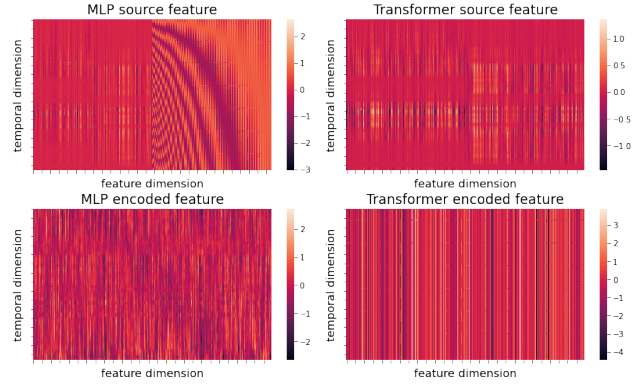 MLP source feature
temporal dimension
feature dimension
2
1
0
−1
−2
−3
Transformer source feature
temporal dimension
feature dimension
1.0
0.5
0.0
−0.5
−1.0
MLP encoded feature
temporal dimension
feature dimension
2
1
0
−1
−2
Transformer encoded feature
temporal dimension
feature dimension
3
2
1
0
−1
−2
−3
−4